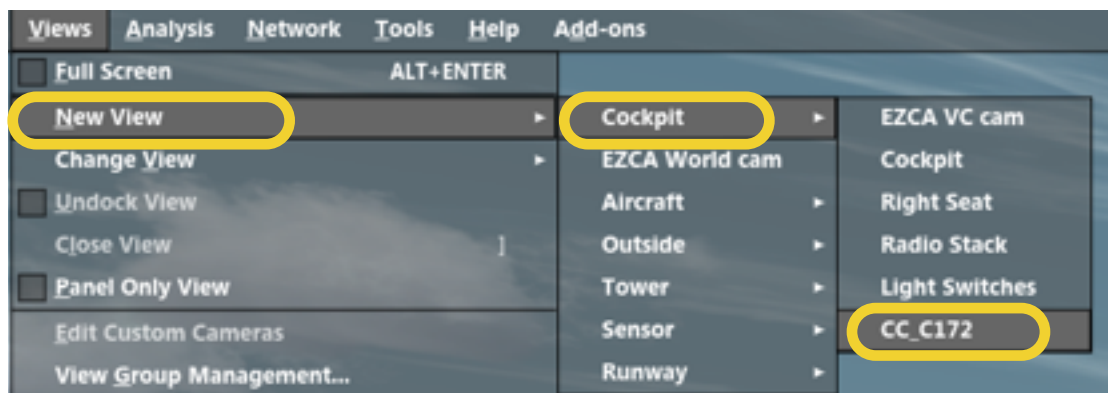 Views Analysis Network Tools Help Add-ons
Full Screen ALT+ENTER
New View
Change View
Undock View
Close View ]
Panel Only View
Edit Custom Cameras
View Group Management...
Cockpit
EZCA World cam
Aircraft
Outside
Tower
Sensor
Runway
EZCA VC cam
Cockpit
Right Seat
Radio Stack
Light Switches
CC_C172